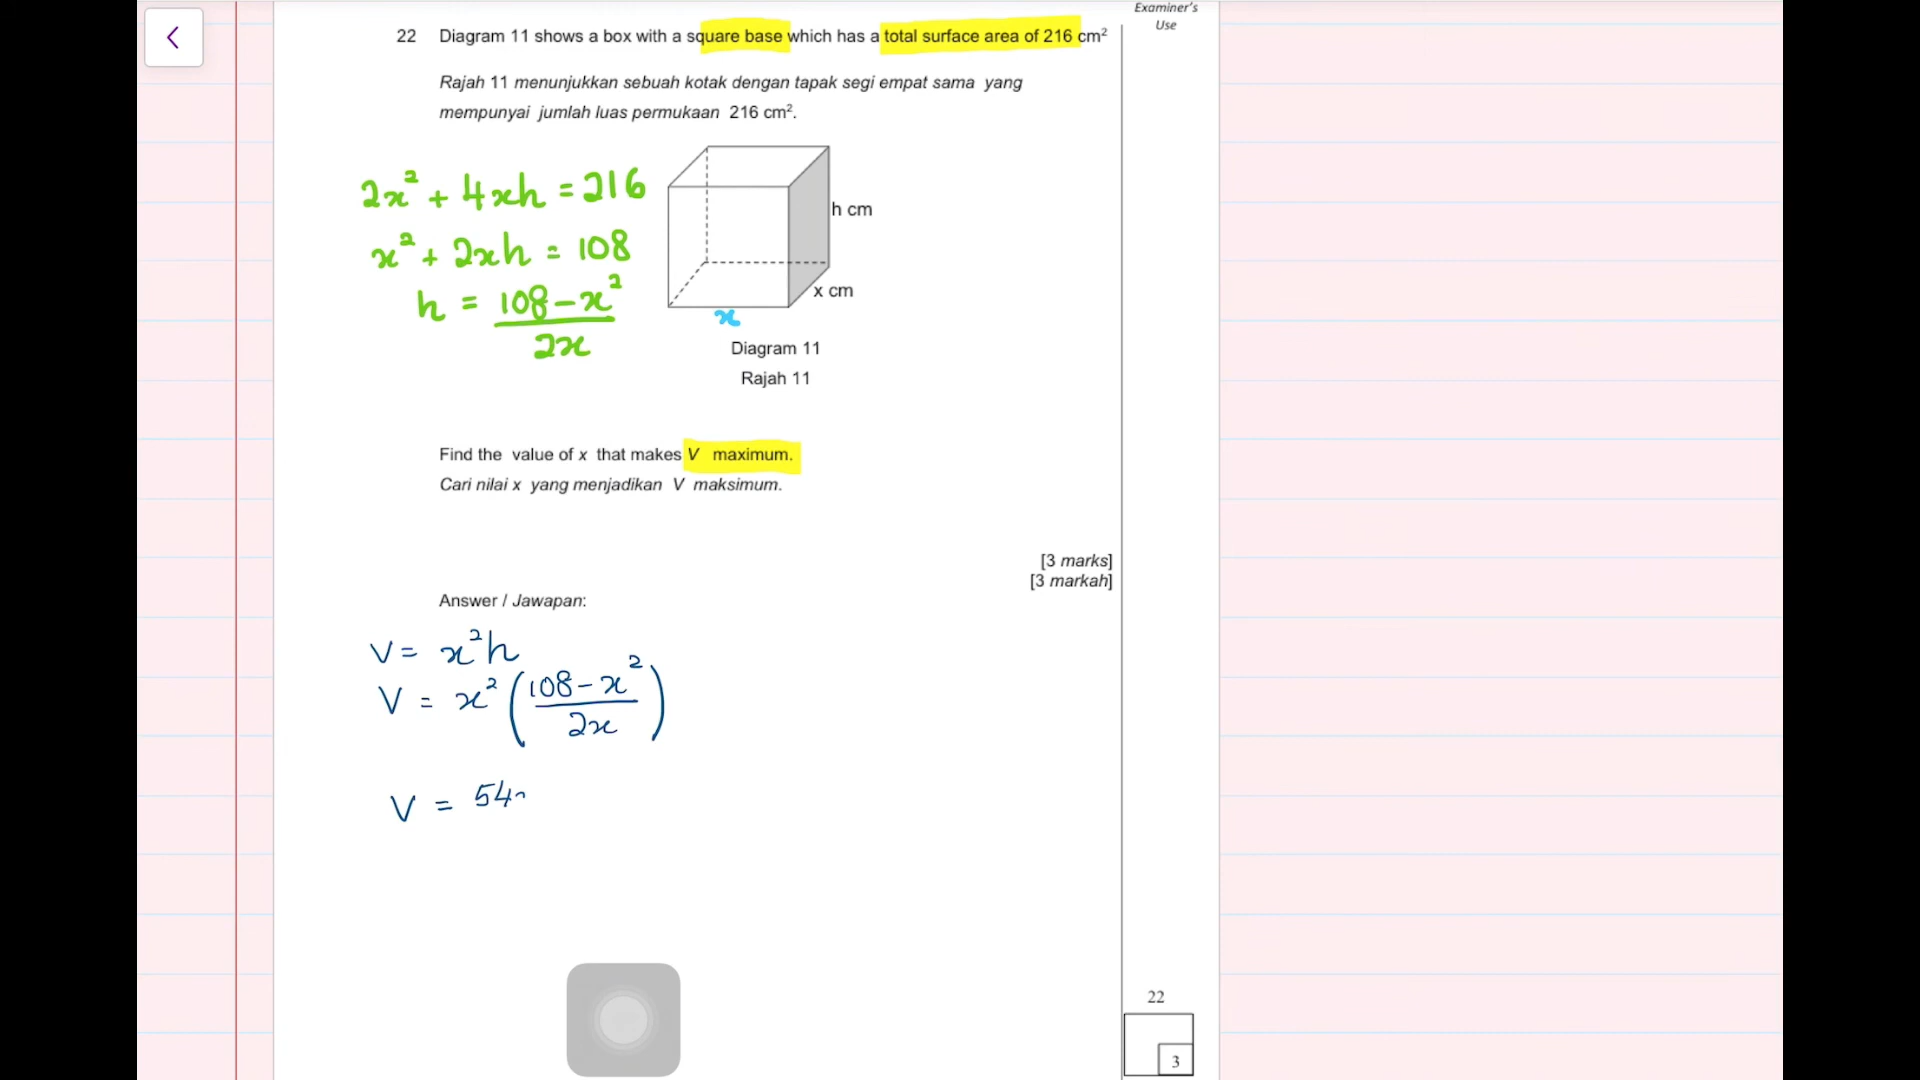 Examiner's
Use
22 Diagram 11 shows a box with a square base which has a total surface area of 216 cm²
Rajah 11 menunjukkan sebuah kotak dengan tapak segi empat sama yang
mempunyai jumlah luas permukaan 216 cm².
2x² + 4xh = 216
x² + 2xh = 108
h = (108 - x²)/2x
h cm
x cm
x
Diagram 11
Rajah 11
Find the value of x that makes V maximum.
Cari nilai x yang menjadikan V maksimum.
[3 marks]
[3 markah]
Answer / Jawapan:
V = x²h
V = x² ((108 - x²)/2x)
V = 54
22
3